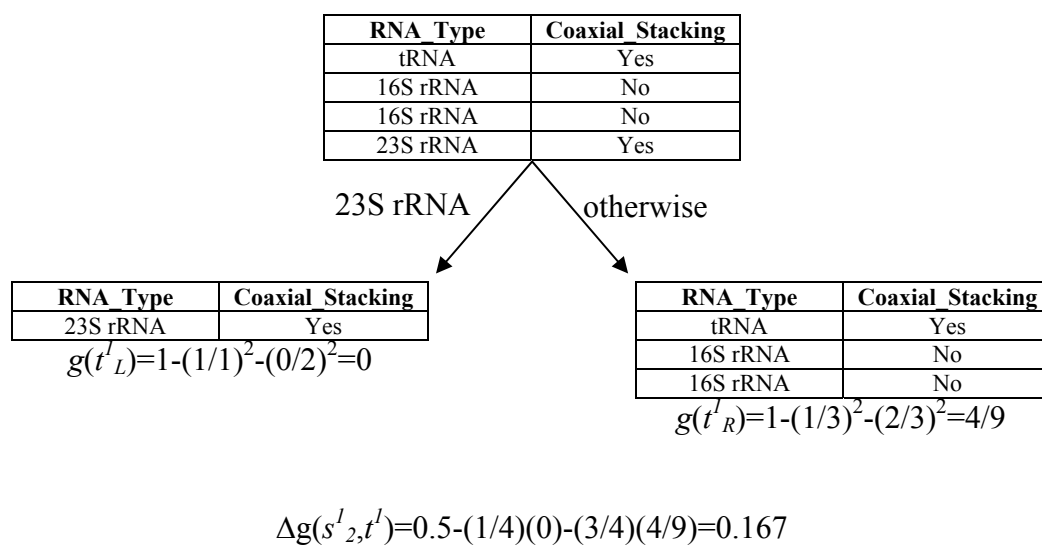 RNA_Type Coaxial_Stacking
tRNA Yes
16S rRNA No
16S rRNA No
23S rRNA Yes
23S rRNA otherwise
RNA_Type Coaxial_Stacking
23S rRNA Yes
g(t¹_L)=1-(1/1)²-(0/2)²=0
RNA_Type Coaxial_Stacking
tRNA Yes
16S rRNA No
16S rRNA No
g(t¹_R)=1-(1/3)²-(2/3)²=4/9
Δg(s¹₂,t¹)=0.5-(1/4)(0)-(3/4)(4/9)=0.167